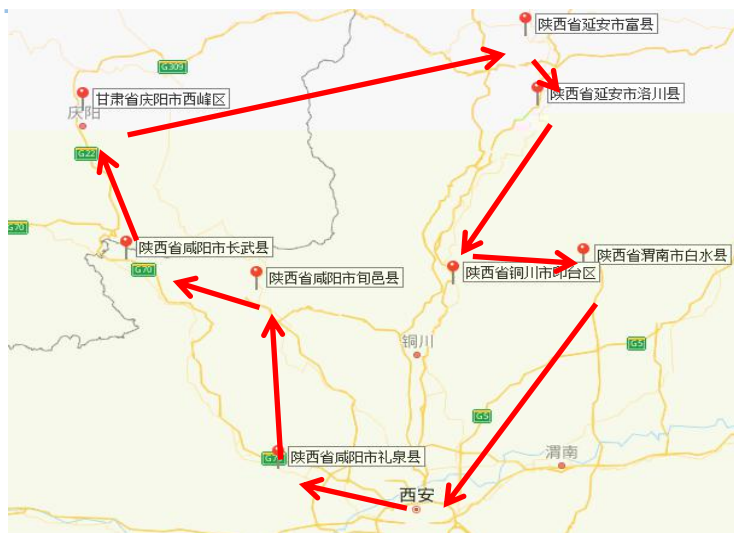 陕西省延安市富县
G309
甘肃省庆阳市西峰区
陕西省延安市洛川县
庆阳
G22
G70
陕西省咸阳市长武县
陕西省渭南市白水县
G70
陕西省咸阳市旬邑县
陕西省铜川市印台区
铜川
G5
G5
陕西省咸阳市礼泉县
渭南
西安